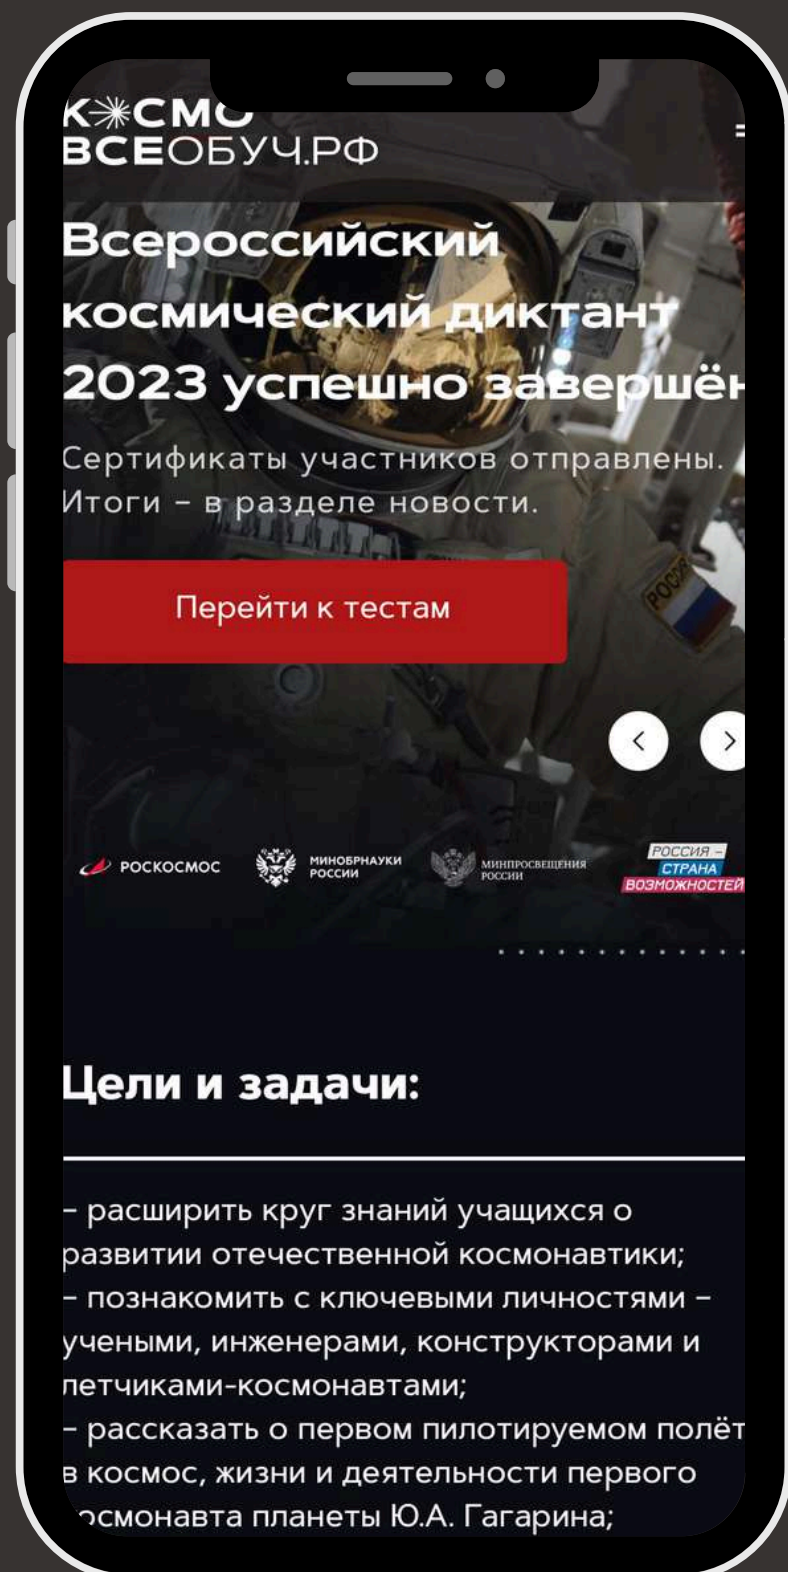 КОСМО
ВСЕОБУЧ.РФ
Всероссийский
космический диктант
2023 успешно завершён
Сертификаты участников отправлены.
Итоги – в разделе новости.
РОССИЯ
Перейти к тестам
РОСКОСМОС
МИНОБРНАУКИ
РОССИИ
МИНПРОСВЕЩЕНИЯ
РОССИИ
РОССИЯ –
СТРАНА
ВОЗМОЖНОСТЕЙ
Цели и задачи:
– расширить круг знаний учащихся о
развитии отечественной космонавтики;
– познакомить с ключевыми личностями –
учеными, инженерами, конструкторами и
летчиками-космонавтами;
– рассказать о первом пилотируемом полёт
в космос, жизни и деятельности первого
космонавта планеты Ю.А. Гагарина;